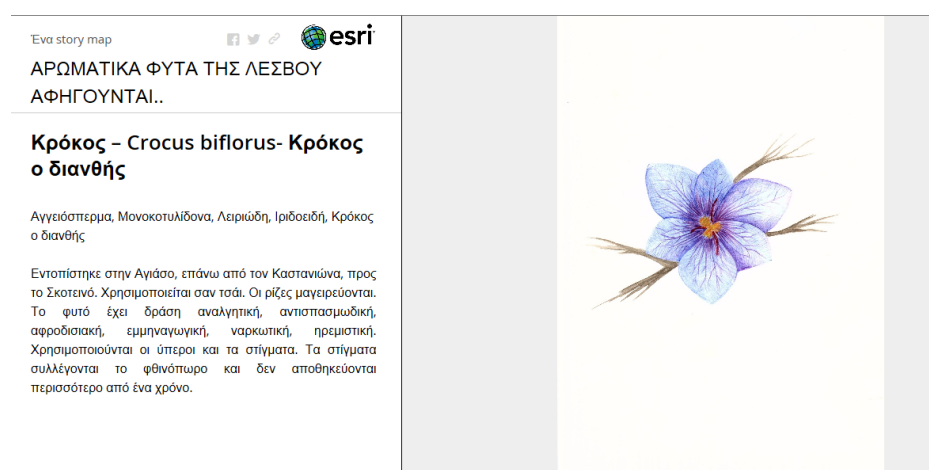 Ένα story map
esri
ΑΡΩΜΑΤΙΚΑ ΦΥΤΑ ΤΗΣ ΛΕΣΒΟΥ
ΑΦΗΓΟΥΝΤΑΙ..
Κρόκος – Crocus biflorus- Κρόκος
ο διανθής
Αγγειόσπερμα, Μονοκοτυλίδονα, Λειριώδη, Ιριδοειδή, Κρόκος
ο διανθής
Εντοπίστηκε στην Αγιάσο, επάνω από τον Καστανιώνα, προς
το Σκοτεινό. Χρησιμοποιείται σαν τσάι. Οι ρίζες μαγειρεύονται.
Το φυτό έχει δράση αναλγητική, αντισπασμωδική,
αφροδισιακή, εμμηναγωγική, ναρκωτική, ηρεμιστική.
Χρησιμοποιούνται οι ύπεροι και τα στίγματα. Τα στίγματα
συλλέγονται το φθινόπωρο και δεν αποθηκεύονται
περισσότερο από ένα χρόνο.